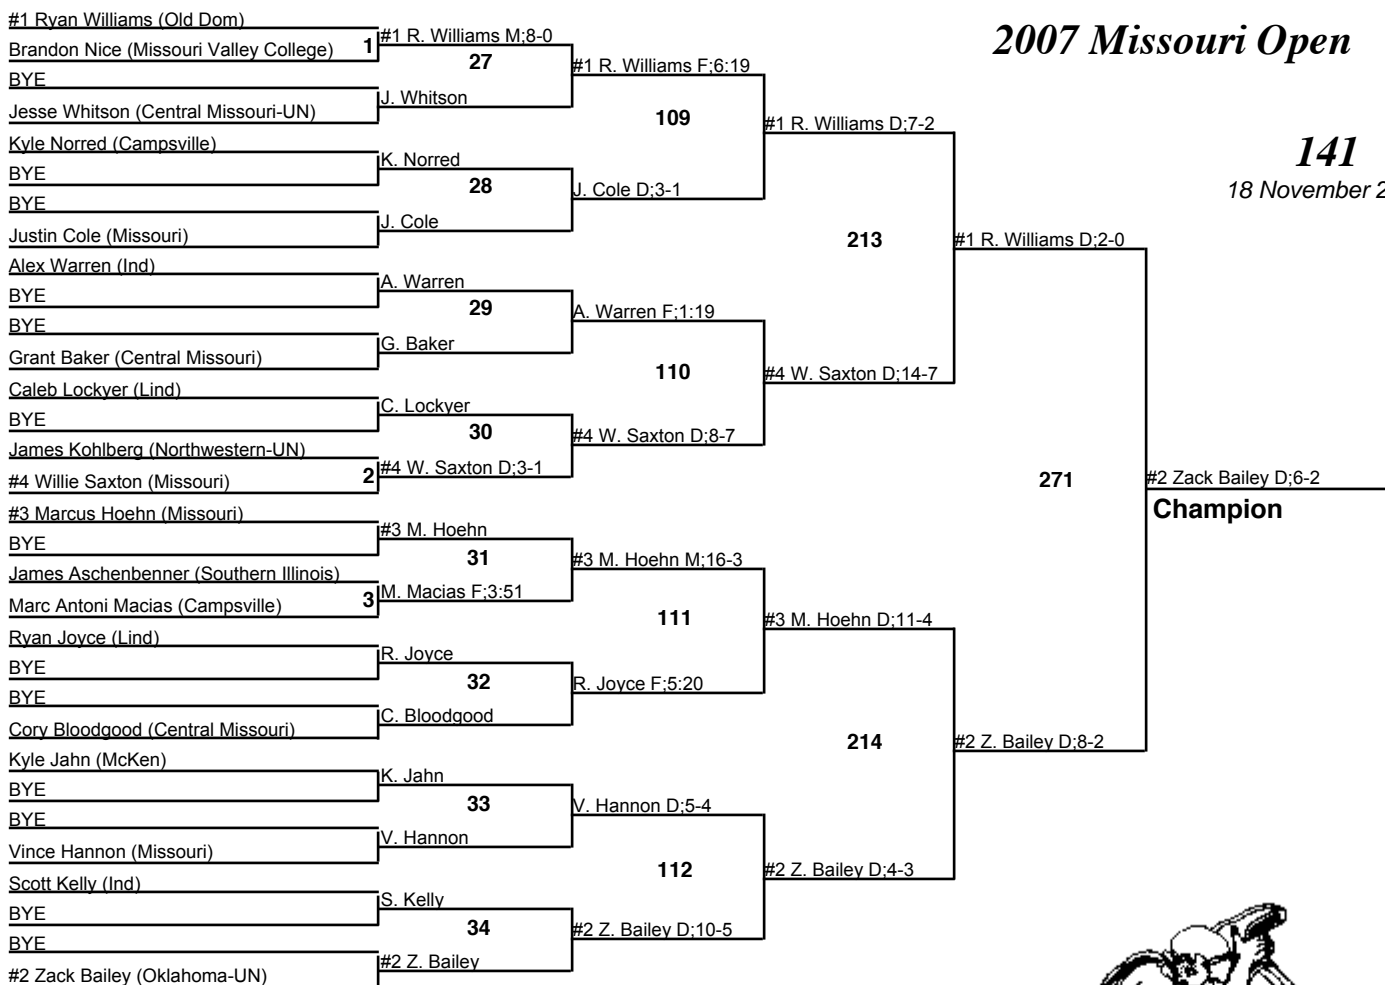 2007 Missouri Open
141
18 November 2
#1 Ryan Williams (Old Dom)
Brandon Nice (Missouri Valley College)
BYE
Jesse Whitson (Central Missouri-UN)
Kyle Norred (Campsville)
BYE
BYE
Justin Cole (Missouri)
Alex Warren (Ind)
BYE
BYE
Grant Baker (Central Missouri)
Caleb Lockyer (Lind)
BYE
James Kohlberg (Northwestern-UN)
#4 Willie Saxton (Missouri)
#3 Marcus Hoehn (Missouri)
BYE
James Aschenbenner (Southern Illinois)
Marc Antoni Macias (Campsville)
Ryan Joyce (Lind)
BYE
BYE
Cory Bloodgood (Central Missouri)
Kyle Jahn (McKen)
BYE
BYE
Vince Hannon (Missouri)
Scott Kelly (Ind)
BYE
BYE
#2 Zack Bailey (Oklahoma-UN)
1
2
3
#1 R. Williams M;8-0
27
J. Whitson
K. Norred
28
J. Cole
A. Warren
29
G. Baker
C. Lockyer
30
#4 W. Saxton D;3-1
#3 M. Hoehn
31
M. Macias F;3:51
R. Joyce
32
C. Bloodgood
K. Jahn
33
V. Hannon
S. Kelly
34
#2 Z. Bailey
#1 R. Williams F;6:19
109
J. Cole D;3-1
A. Warren F;1:19
110
#4 W. Saxton D;8-7
#3 M. Hoehn M;16-3
111
R. Joyce F;5:20
V. Hannon D;5-4
112
#2 Z. Bailey D;10-5
#1 R. Williams D;7-2
213
#4 W. Saxton D;14-7
#3 M. Hoehn D;11-4
214
#2 Z. Bailey D;4-3
#1 R. Williams D;2-0
271
#2 Z. Bailey D;8-2
#2 Zack Bailey D;6-2
Champion